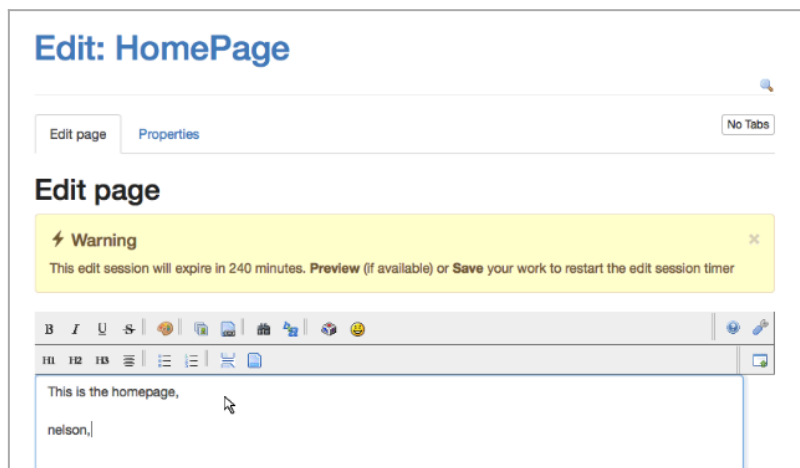 Edit: HomePage
Edit page Properties No Tabs
Edit page
Warning
This edit session will expire in 240 minutes. Preview (if available) or Save your work to restart the edit session timer
B I U S
H1 H2 H3
This is the homepage,
nelson,